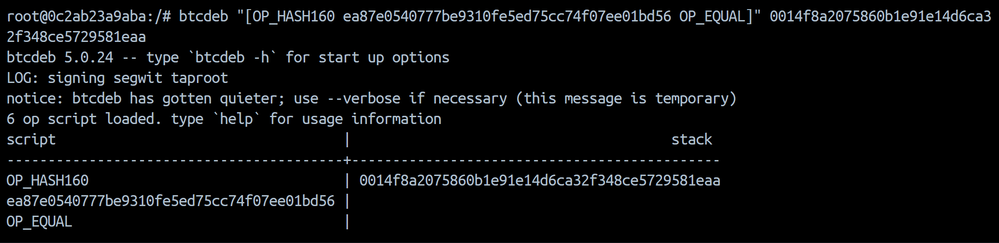 root@0c2ab23a9aba:/# btcdeb "[OP_HASH160 ea87e0540777be9310fe5ed75cc74f07ee01bd56 OP_EQUAL]" 0014f8a2075860b1e91e14d6ca3
2f348ce5729581eaa
btcdeb 5.0.24 -- type `btcdeb -h` for start up options
LOG: signing segwit taproot
notice: btcdeb has gotten quieter; use --verbose if necessary (this message is temporary)
6 op script loaded. type `help` for usage information
script                                   |                                       stack
-----------------------------------------+---------------------------------------------
OP_HASH160                               | 0014f8a2075860b1e91e14d6ca32f348ce5729581eaa
ea87e0540777be9310fe5ed75cc74f07ee01bd56 |
OP_EQUAL                                 |